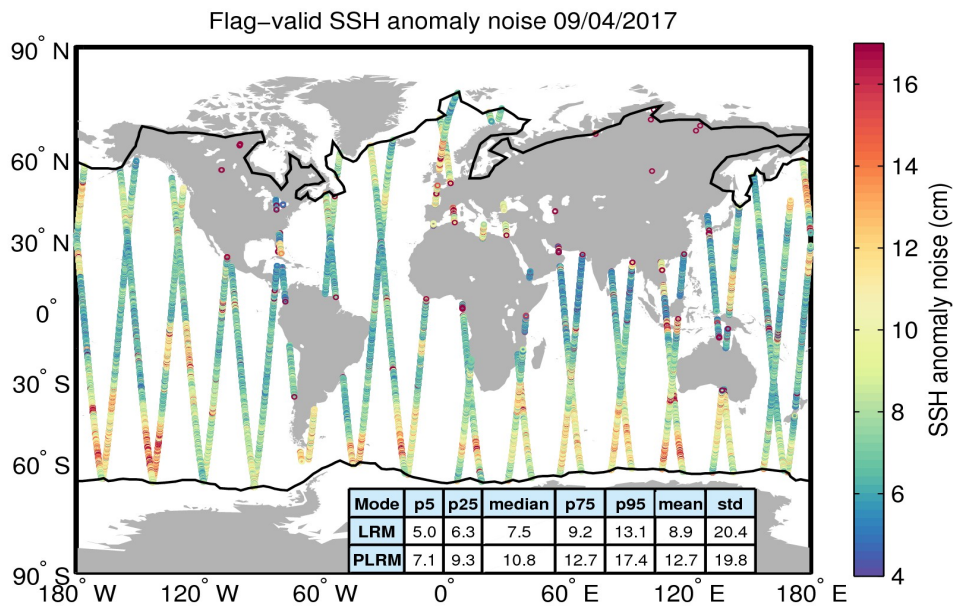 Flag−valid SSH anomaly noise 09/04/2017
90° N
60° N
30° N
0°
30° S
60° S
90° S
180° W
120° W
60° W
0°
60° E
120° E
180° E
Mode p5 p25 median p75 p95 mean std
LRM 5.0 6.3 7.5 9.2 13.1 8.9 20.4
PLRM 7.1 9.3 10.8 12.7 17.4 12.7 19.8
16
14
12
10
8
6
4
SSH anomaly noise (cm)